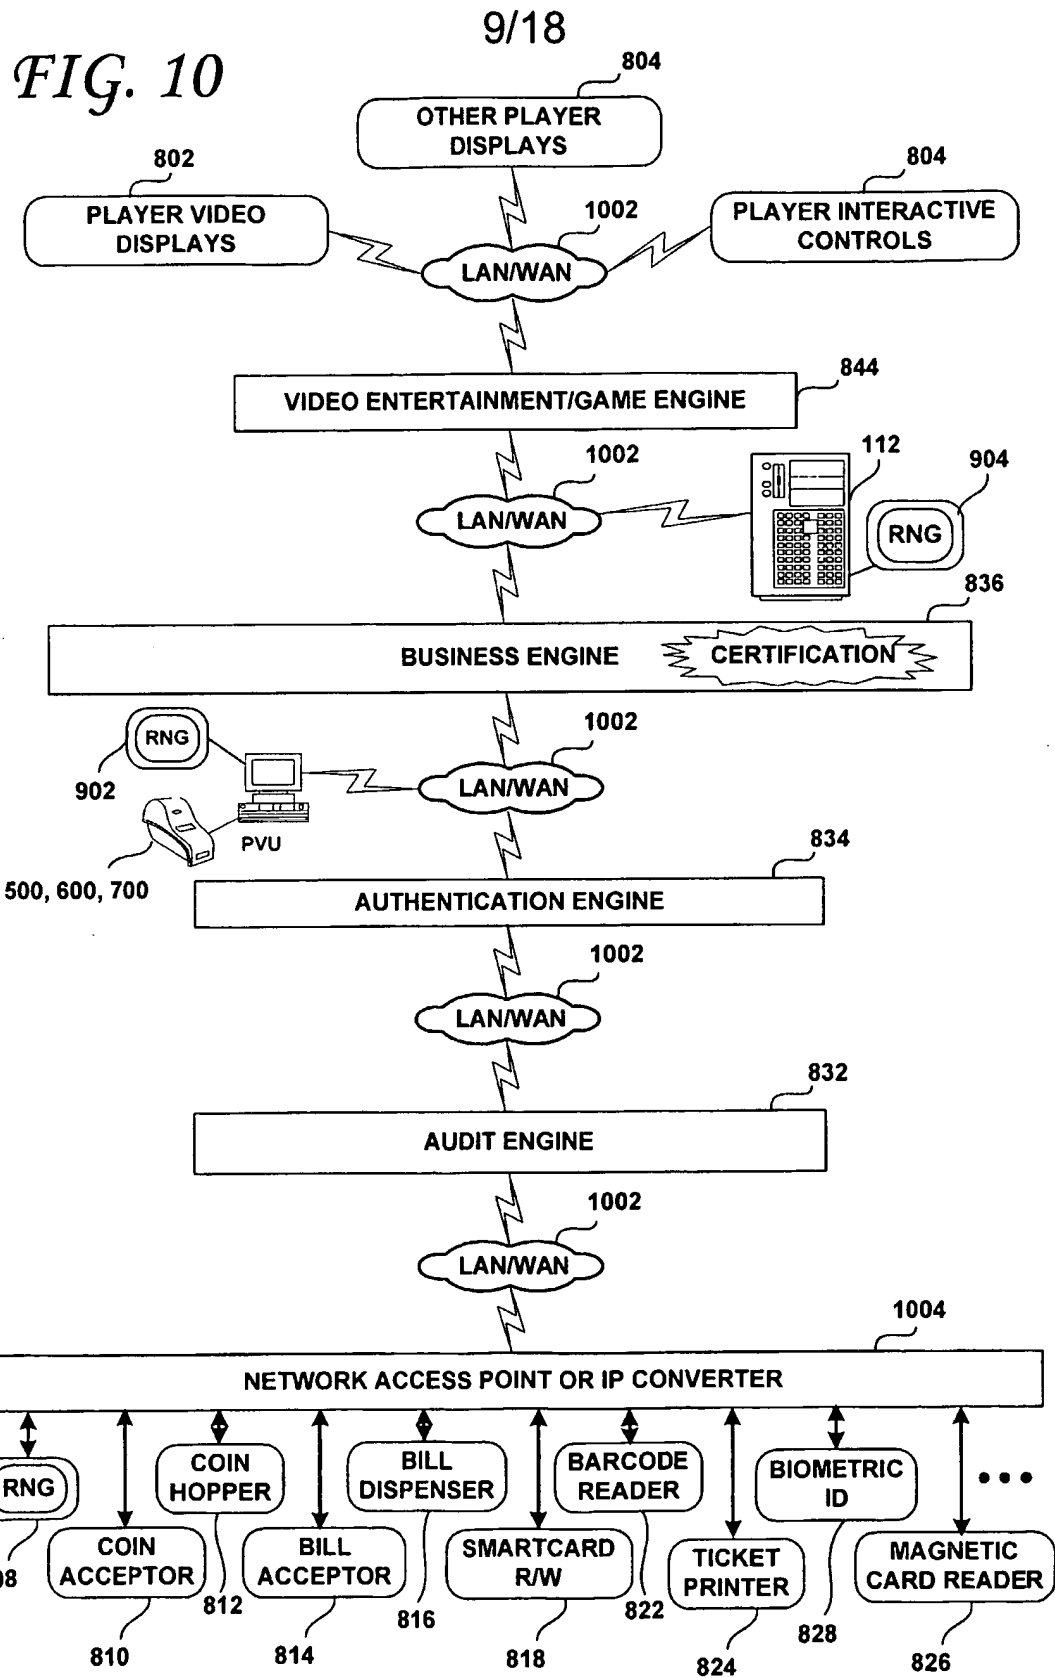 9/18
FIG. 10
804
OTHER PLAYER
DISPLAYS
802
PLAYER VIDEO
DISPLAYS
804
PLAYER INTERACTIVE
CONTROLS
1002
LAN/WAN
844
VIDEO ENTERTAINMENT/GAME ENGINE
1002
LAN/WAN
112
904
RNG
836
BUSINESS ENGINE
CERTIFICATION
RNG
902
1002
LAN/WAN
PVU
500, 600, 700
834
AUTHENTICATION ENGINE
1002
LAN/WAN
832
AUDIT ENGINE
1002
LAN/WAN
1004
NETWORK ACCESS POINT OR IP CONVERTER
RNG
COIN
HOPPER
BILL
DISPENSER
BARCODE
READER
BIOMETRIC
ID
COIN
ACCEPTOR
BILL
ACCEPTOR
SMARTCARD
R/W
TICKET
PRINTER
MAGNETIC
CARD READER
08
812
816
822
828
810
814
818
824
826